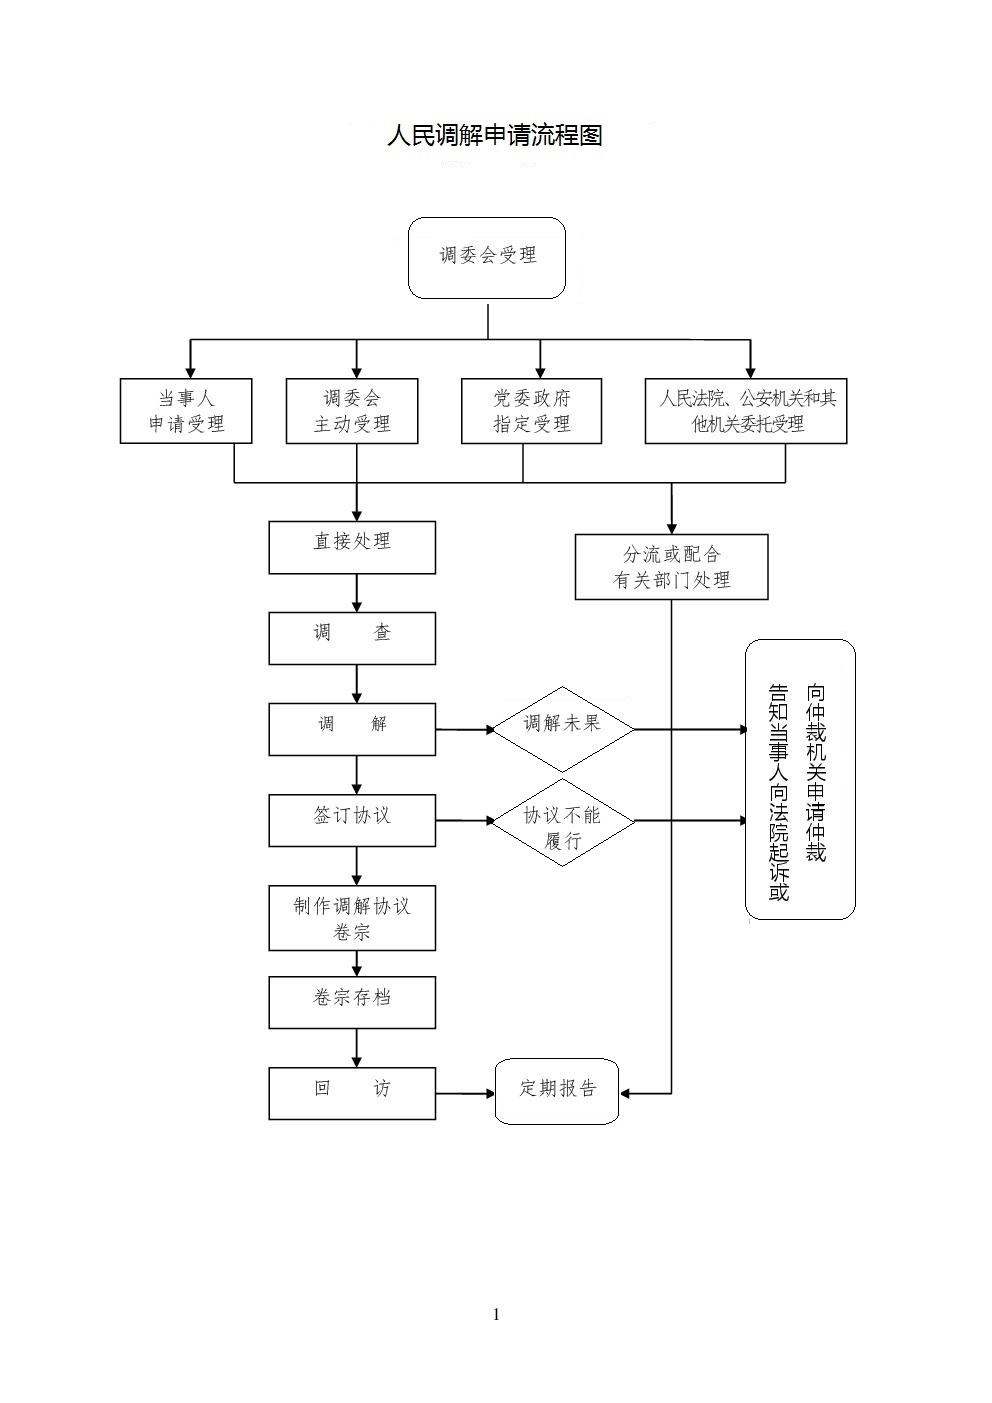 人民调解申请流程图
调委会受理
当事人
申请受理
调委会
主动受理
党委政府
指定受理
人民法院、公安机关和其
他机关委托受理
直接处理
分流或配合
有关部门处理
调 查
调 解
调解未果
告知当事人向法院起诉或
向仲裁机关申请仲裁
签订协议
协议不能
履行
制作调解协议
卷宗
卷宗存档
回 访
定期报告
1